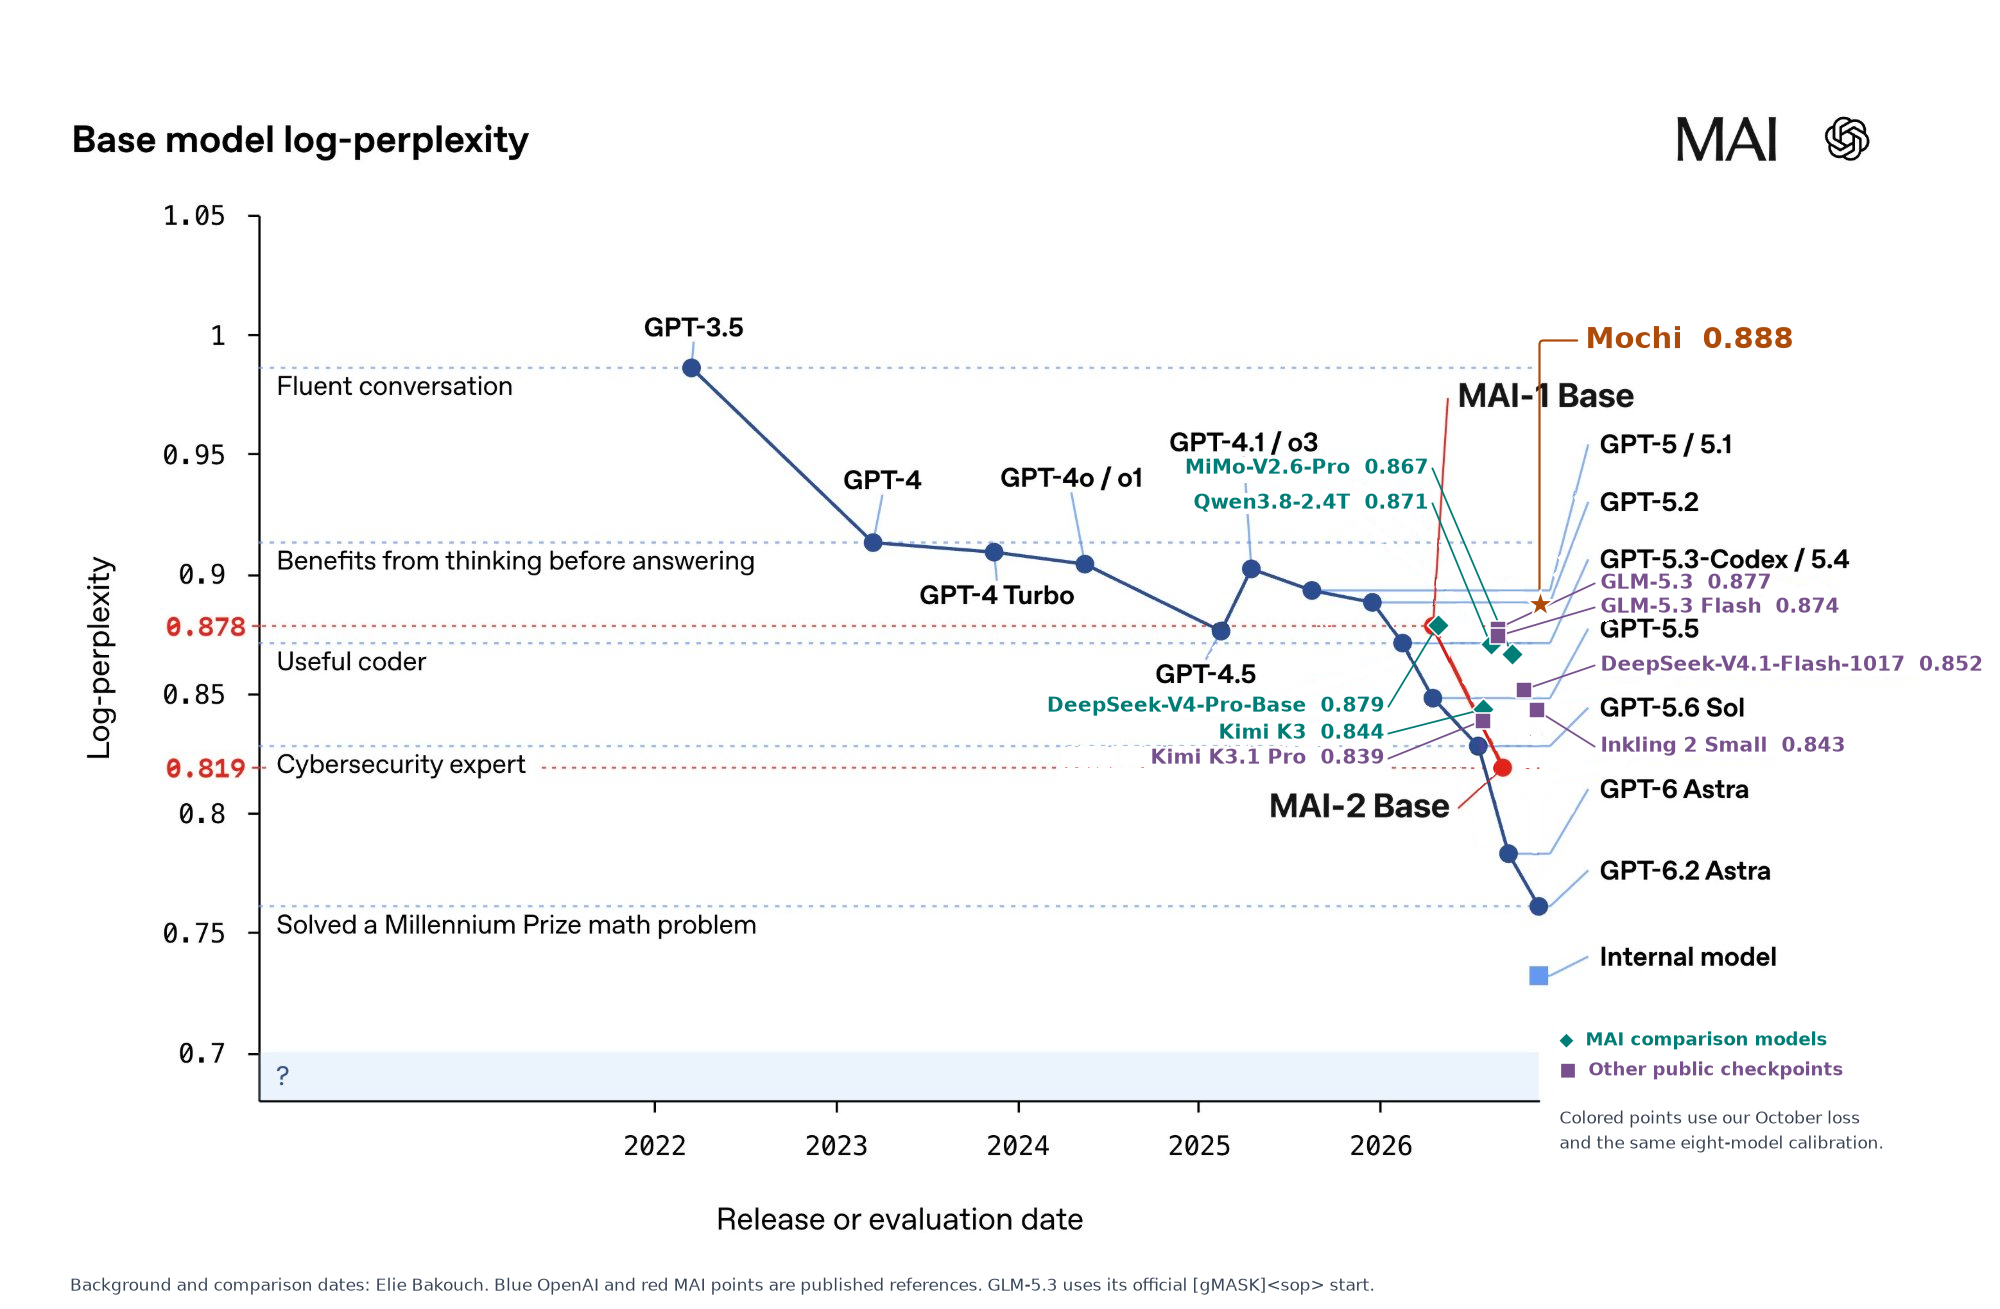 Base model log-perplexity
MAI
1.05
1
0.95
0.9
0.878
0.85
0.819
0.8
0.75
0.7
Log-perplexity
Fluent conversation
Benefits from thinking before answering
Useful coder
Cybersecurity expert
Solved a Millennium Prize math problem
?
GPT-3.5
GPT-4
GPT-4 Turbo
GPT-4o / o1
GPT-4.5
GPT-4.1 / o3
MiMo-V2.6-Pro 0.867
Qwen3.8-2.4T 0.871
DeepSeek-V4-Pro-Base 0.879
Kimi K3 0.844
Kimi K3.1 Pro 0.839
MAI-2 Base
Mochi 0.888
MAI-1 Base
GPT-5 / 5.1
GPT-5.2
GPT-5.3-Codex / 5.4
GLM-5.3 0.877
GLM-5.3 Flash 0.874
GPT-5.5
DeepSeek-V4.1-Flash-1017 0.852
GPT-5.6 Sol
Inkling 2 Small 0.843
GPT-6 Astra
GPT-6.2 Astra
Internal model
MAI comparison models
Other public checkpoints
Colored points use our October loss
and the same eight-model calibration.
2022
2023
2024
2025
2026
Release or evaluation date
Background and comparison dates: Elie Bakouch. Blue OpenAI and red MAI points are published references. GLM-5.3 uses its official [gMASK]<sop> start.